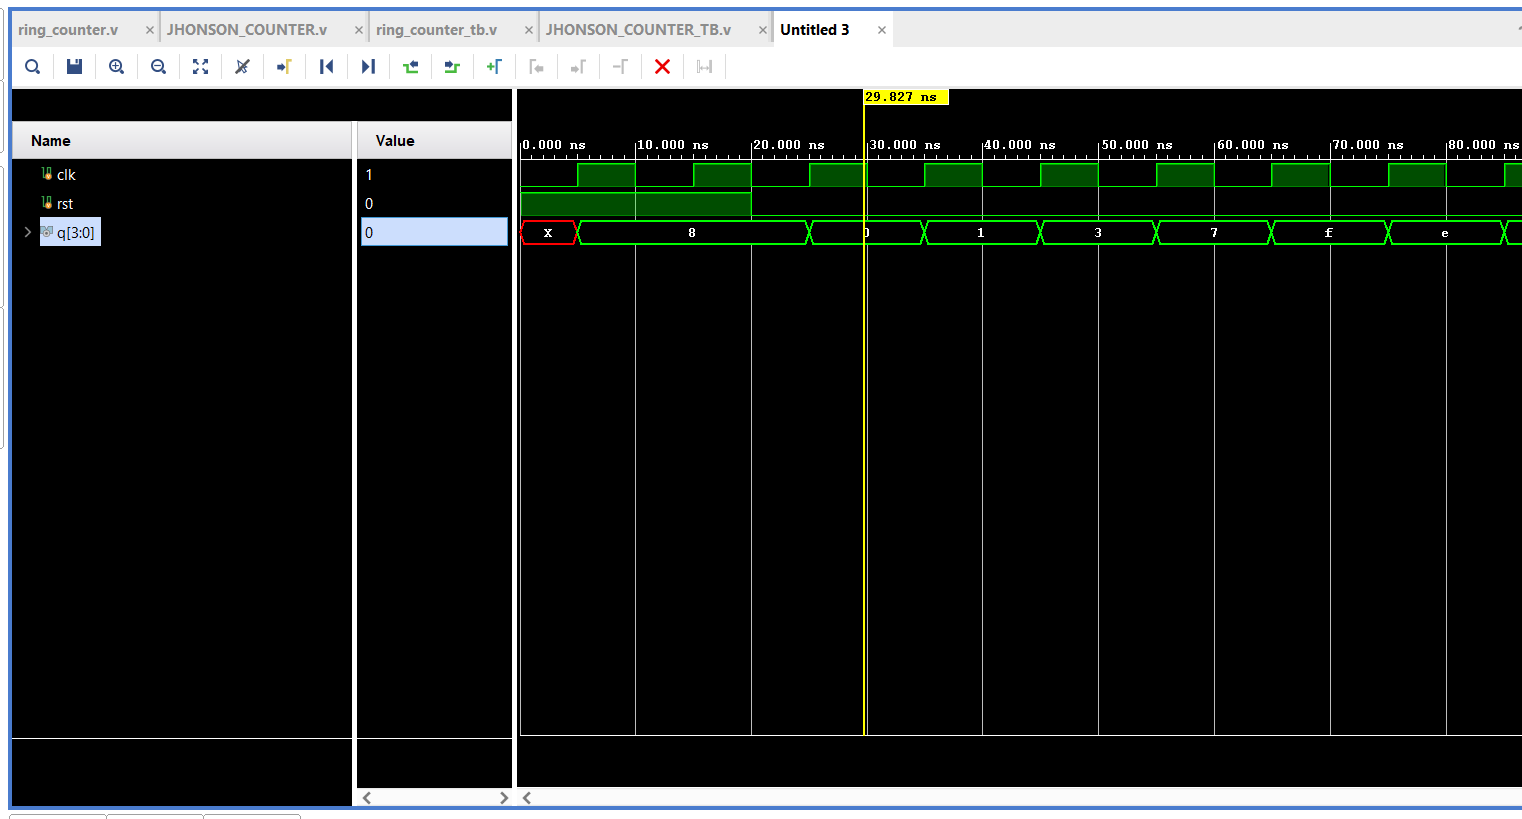 ring_counter.v × JHONSON_COUNTER.v × ring_counter_tb.v × JHONSON_COUNTER_TB.v × Untitled 3 ×
29.827 ns
Name Value
0.000 ns 10.000 ns 20.000 ns 30.000 ns 40.000 ns 50.000 ns 60.000 ns 70.000 ns 80.000 ns
clk 1
rst 0
q[3:0] 0 X 8 0 1 3 7 f e